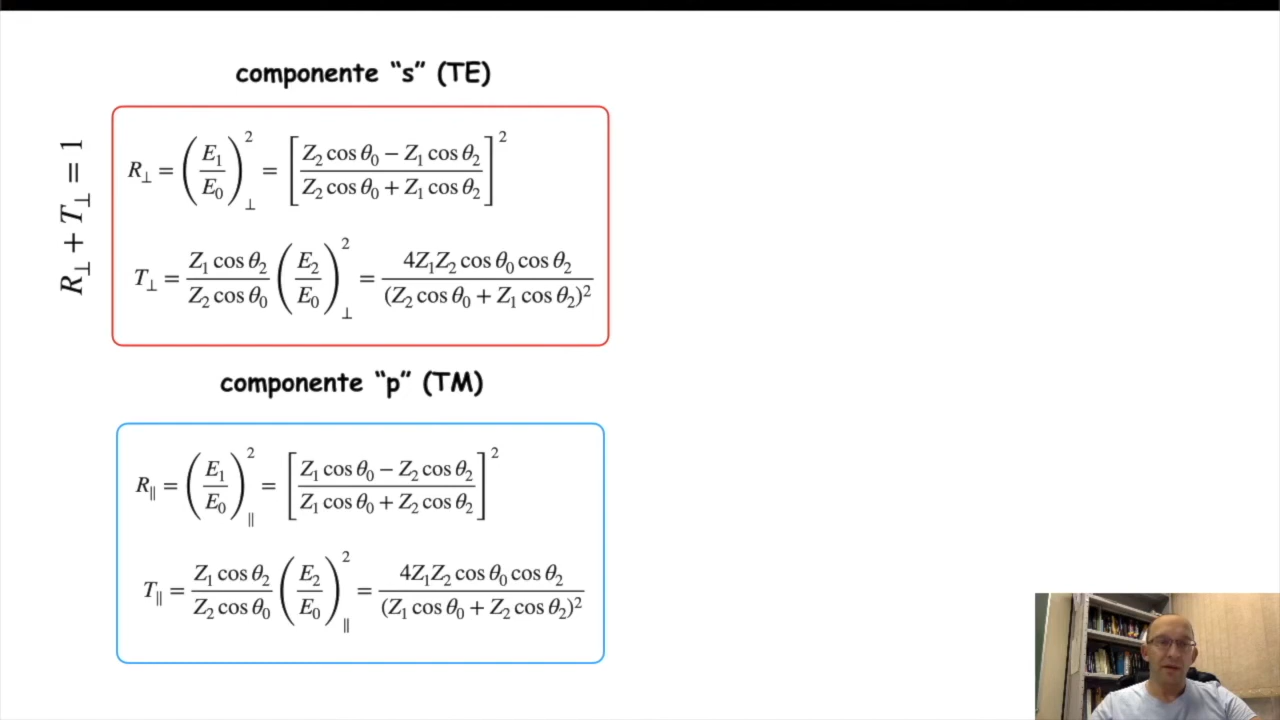 componente “s” (TE)
R⊥ + T⊥ = 1
R⊥ = (E₁/E₀)²⊥ = [(Z₂ cos θ₀ − Z₁ cos θ₂)/(Z₂ cos θ₀ + Z₁ cos θ₂)]²
T⊥ = (Z₁ cos θ₂)/(Z₂ cos θ₀) (E₂/E₀)²⊥ = (4Z₁Z₂ cos θ₀ cos θ₂)/(Z₂ cos θ₀ + Z₁ cos θ₂)²
componente “p” (TM)
R∥ = (E₁/E₀)²∥ = [(Z₁ cos θ₀ − Z₂ cos θ₂)/(Z₁ cos θ₀ + Z₂ cos θ₂)]²
T∥ = (Z₁ cos θ₂)/(Z₂ cos θ₀) (E₂/E₀)²∥ = (4Z₁Z₂ cos θ₀ cos θ₂)/(Z₁ cos θ₀ + Z₂ cos θ₂)²